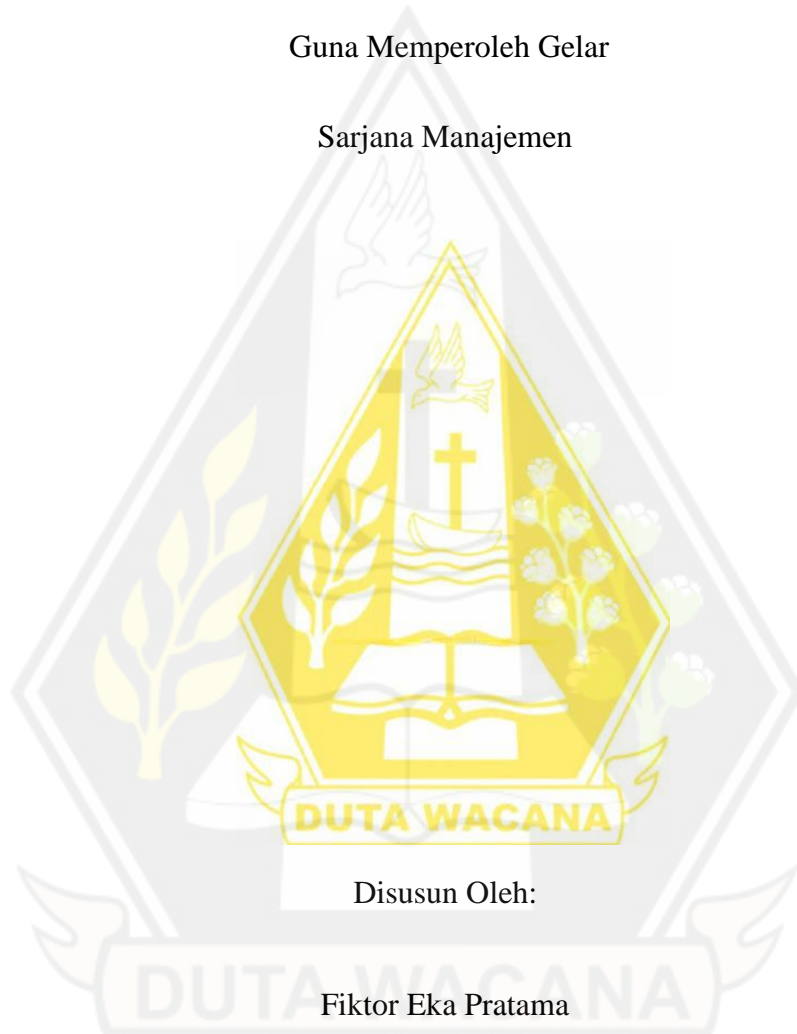 Guna Memperoleh Gelar
Sarjana Manajemen
DUTA WACANA
Disusun Oleh:
Fiktor Eka Pratama
DUTA WACANA